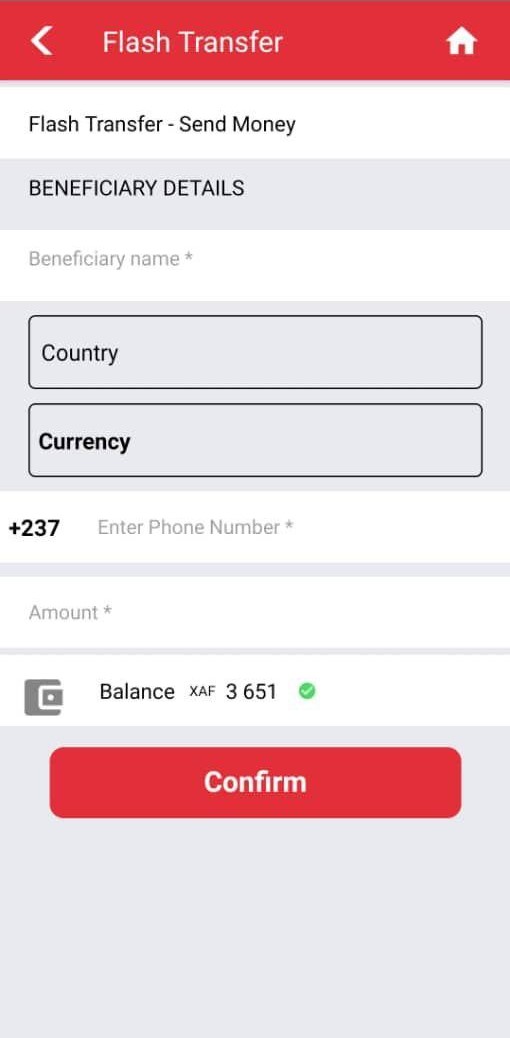 Flash Transfer
Flash Transfer - Send Money
BENEFICIARY DETAILS
Beneficiary name *
Country
Currency
+237 Enter Phone Number *
Amount *
Balance XAF 3 651
Confirm